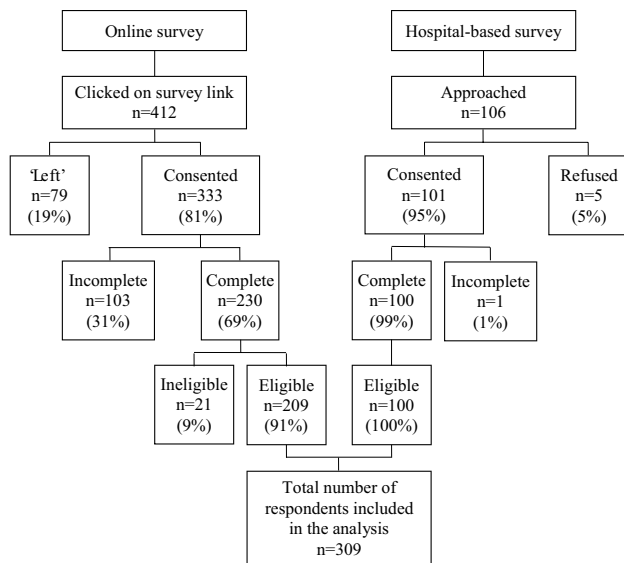 Online survey
Hospital-based survey
Clicked on survey link
n=412
Approached
n=106
‘Left’
n=79
(19%)
Consented
n=333
(81%)
Consented
n=101
(95%)
Refused
n=5
(5%)
Incomplete
n=103
(31%)
Complete
n=230
(69%)
Complete
n=100
(99%)
Incomplete
n=1
(1%)
Ineligible
n=21
(9%)
Eligible
n=209
(91%)
Eligible
n=100
(100%)
Total number of
respondents included
in the analysis
n=309